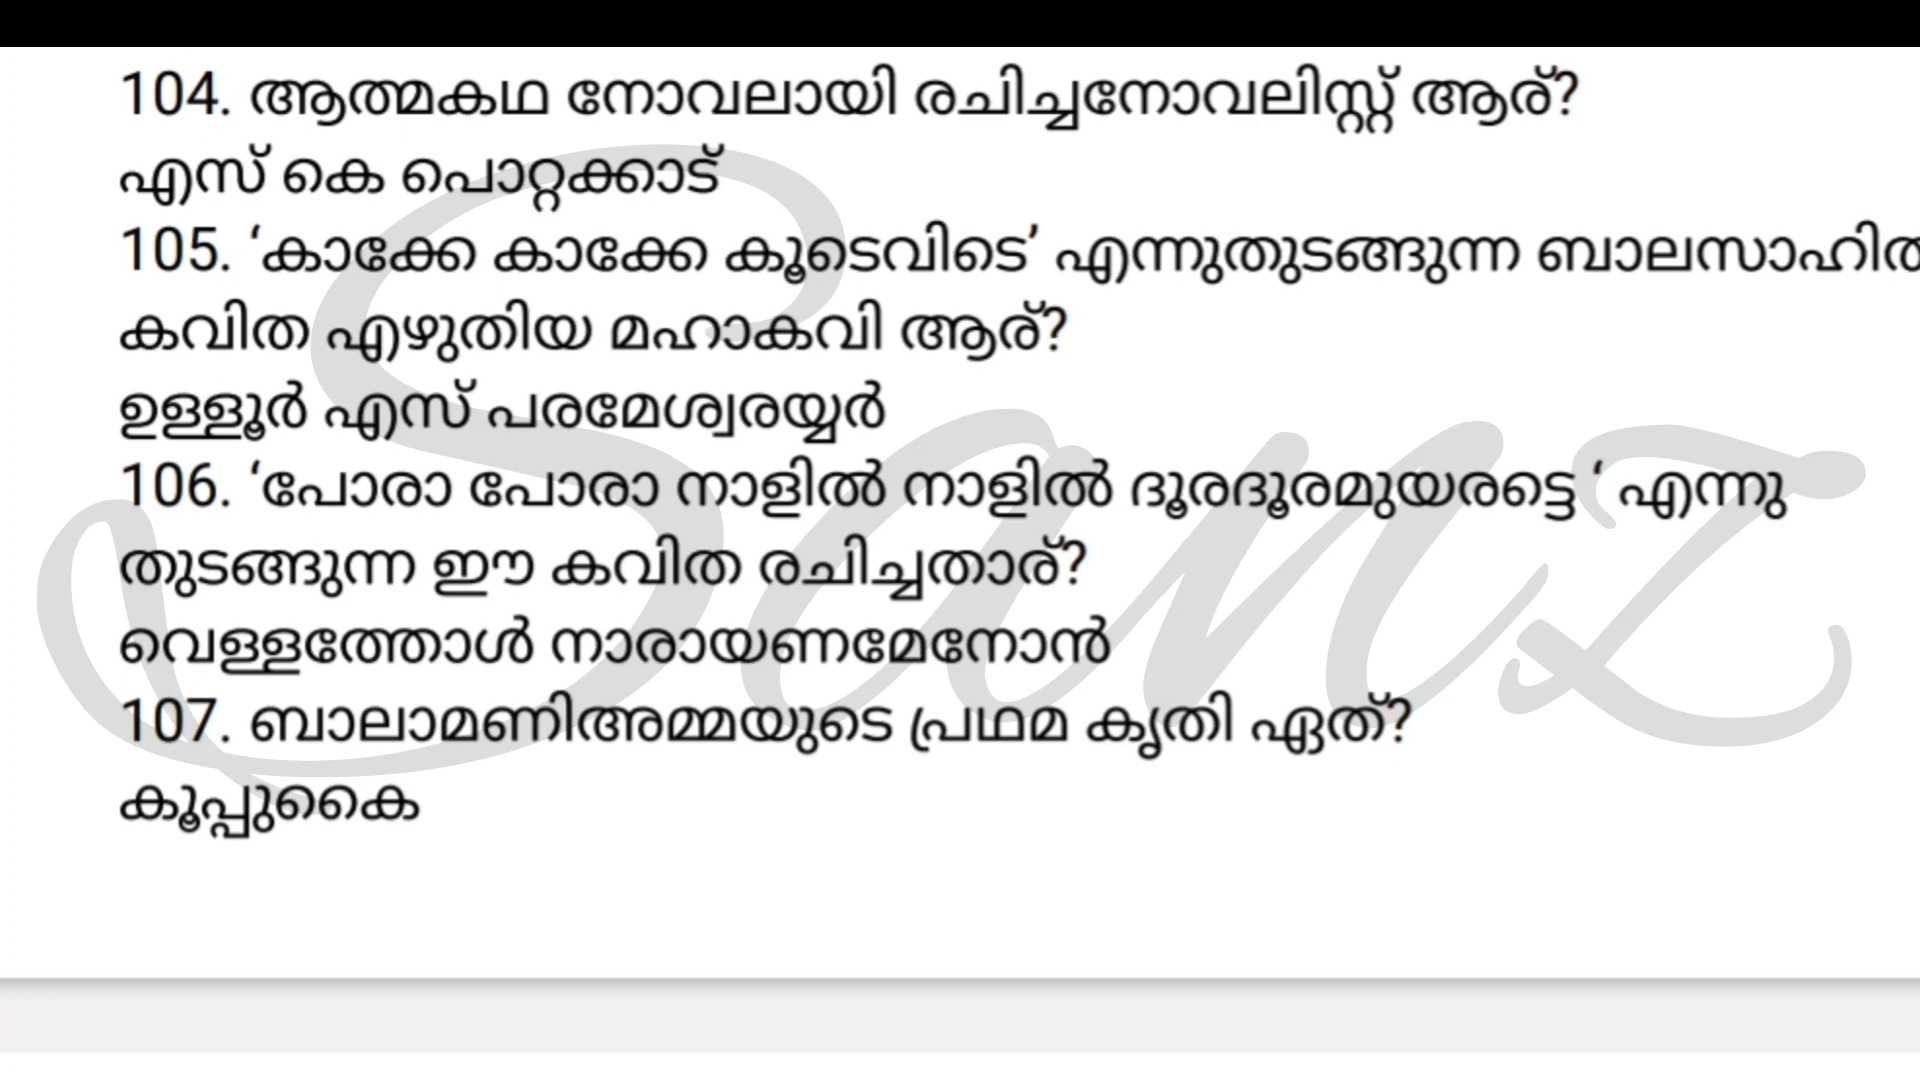 104. ആത്മകഥ നോവലായി രചിച്ചനോവലിസ്റ്റ് ആര്?
എസ് കെ പൊറ്റക്കാട്
105. ‘കാക്കേ കാക്കേ കൂടെവിടെ’ എന്നുതുടങ്ങുന്ന
കവിത എഴുതിയ മഹാകവി ആര്?
ഉള്ളൂർ എസ് പരമേശ്വരയ്യർ
106. ‘പോരാ പോരാ നാളിൽ നാളിൽ ദൂരദൂരമുയരട്ടെ ‘ എന്നു
തുടങ്ങുന്ന ഈ കവിത രചിച്ചതാര്?
വെള്ളത്തോൾ നാരായണമേനോൻ
107. ബാലാമണിഅമ്മയുടെ പ്രഥമ കൃതി ഏത്?
കൂപ്പുകൈ
Samz